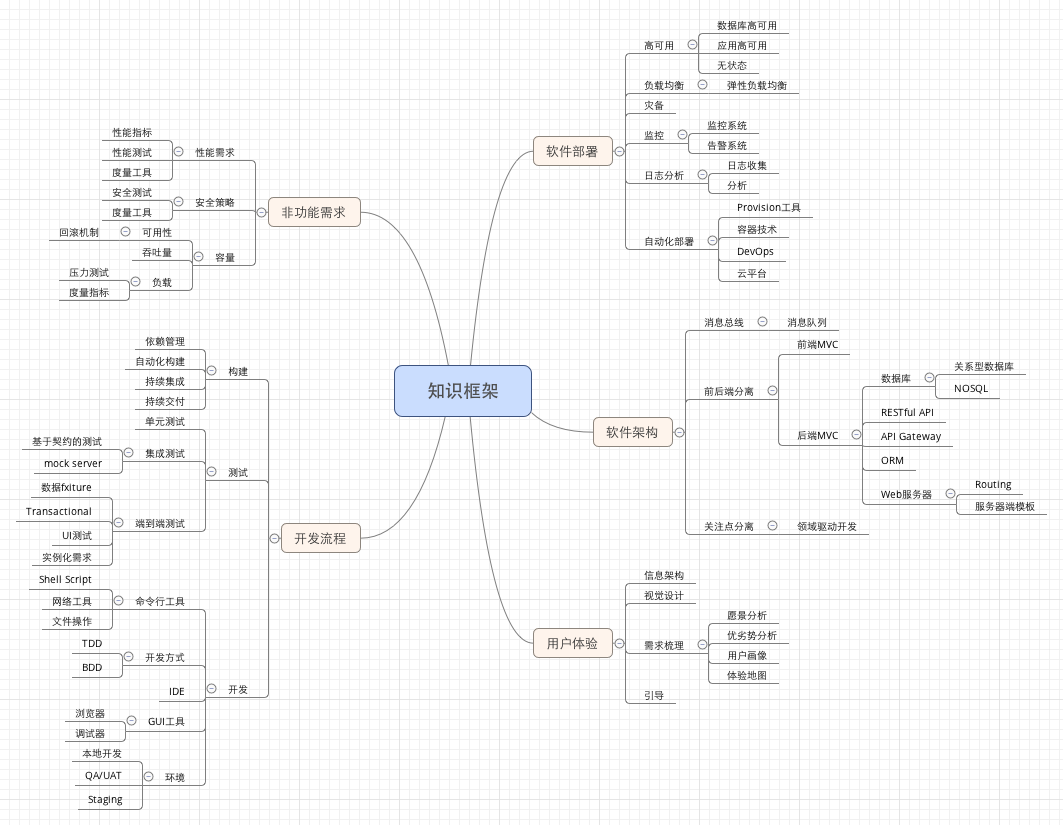 知识框架
软件部署
高可用
数据库高可用
应用高可用
无状态
负载均衡
弹性负载均衡
灾备
监控
监控系统
告警系统
日志分析
日志收集
分析
自动化部署
Provision工具
容器技术
DevOps
云平台
软件架构
消息总线
消息队列
前后端分离
前端MVC
后端MVC
数据库
关系型数据库
NOSQL
RESTful API
API Gateway
ORM
Web服务器
Routing
服务器端模板
关注点分离
领域驱动开发
用户体验
信息架构
视觉设计
需求梳理
愿景分析
优劣势分析
用户画像
体验地图
引导
非功能需求
性能需求
性能指标
性能测试
度量工具
安全策略
安全测试
度量工具
容量
可用性
回滚机制
吞吐量
负载
压力测试
度量指标
开发流程
构建
依赖管理
自动化构建
持续集成
持续交付
测试
单元测试
集成测试
基于契约的测试
mock server
端到端测试
数据fxiture
Transactional
UI测试
实例化需求
开发
命令行工具
Shell Script
网络工具
文件操作
开发方式
TDD
BDD
IDE
GUI工具
浏览器
调试器
环境
本地开发
QA/UAT
Staging